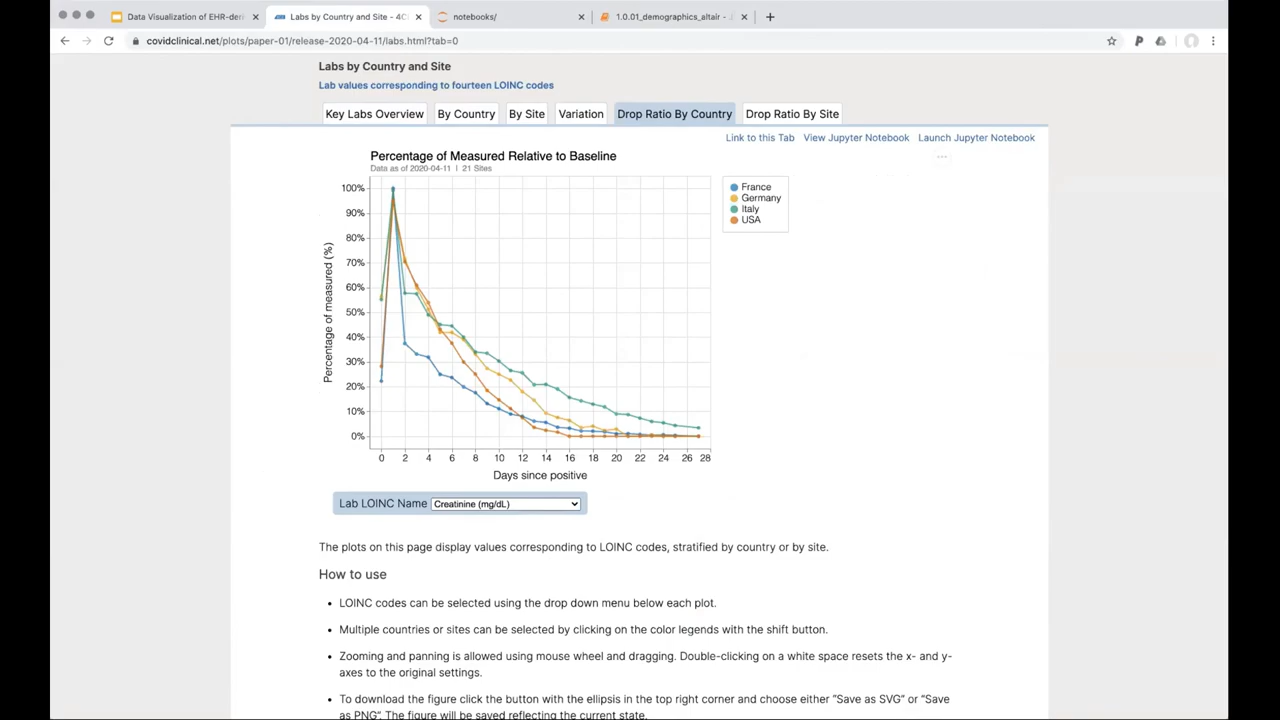 Data Visualization of EHR-deri
Labs by Country and Site - 4C
notebooks/
1.0.01_demographics_altair - J
covidclinical.net/plots/paper-01/release-2020-04-11/labs.html?tab=0
Labs by Country and Site
Lab values corresponding to fourteen LOINC codes
Key Labs Overview By Country By Site Variation Drop Ratio By Country Drop Ratio By Site
Link to this Tab View Jupyter Notebook Launch Jupyter Notebook
Percentage of Measured Relative to Baseline
Data as of 2020-04-11 | 21 Sites
France
Germany
Italy
USA
Percentage of measured (%)
100%
90%
80%
70%
60%
50%
40%
30%
20%
10%
0%
0 2 4 6 8 10 12 14 16 18 20 22 24 26 28
Days since positive
Lab LOINC Name Creatinine (mg/dL)
The plots on this page display values corresponding to LOINC codes, stratified by country or by site.
How to use
• LOINC codes can be selected using the drop down menu below each plot.
• Multiple countries or sites can be selected by clicking on the color legends with the shift button.
• Zooming and panning is allowed using mouse wheel and dragging. Double-clicking on a white space resets the x- and y-
axes to the original settings.
• To download the figure click the button with the ellipsis in the top right corner and choose either “Save as SVG” or “Save
as PNG”. The figure will be saved reflecting the current state.